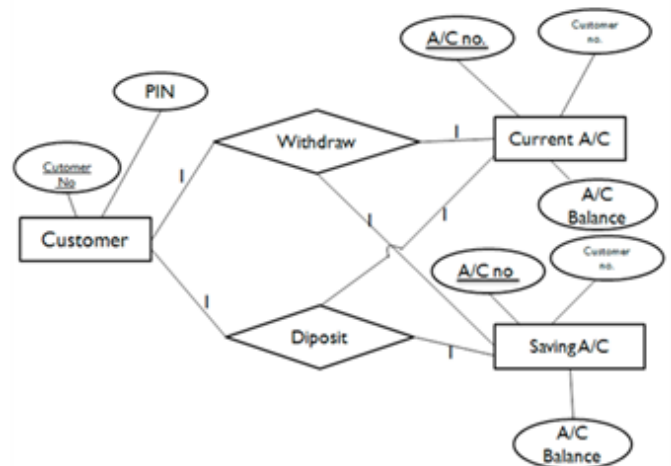 A/C no.
Customer
no.
PIN
Withdraw
1
Current A/C
Cutomer
No
1
A/C
Balance
1
1
Customer
A/C no
Customer
no.
1
Diposit
1
Saving A/C
A/C
Balance